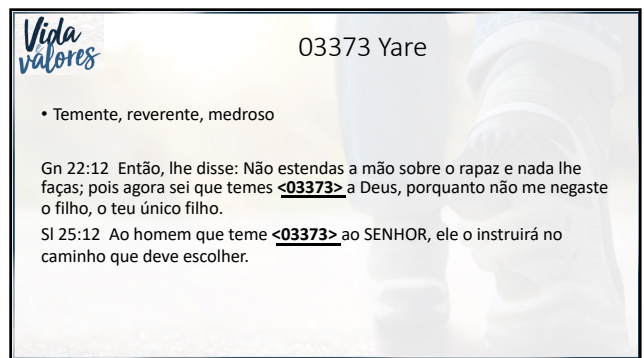 Vida
e
valores
03373 Yare
• Temente, reverente, medroso
Gn 22:12 Então, lhe disse: Não estendas a mão sobre o rapaz e nada lhe
faças; pois agora sei que temes <03373> a Deus, porquanto não me negaste
o filho, o teu único filho.
Sl 25:12 Ao homem que teme <03373> ao SENHOR, ele o instruirá no
caminho que deve escolher.